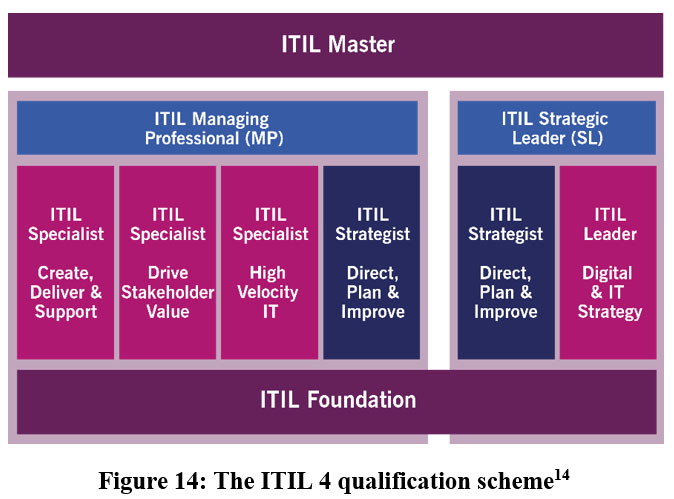 ITIL Master
ITIL Managing
Professional (MP)
ITIL Strategic
Leader (SL)
ITIL
Specialist
Create,
Deliver &
Support
ITIL
Specialist
Drive
Stakeholder
Value
ITIL
Specialist
High
Velocity
IT
ITIL
Strategist
Direct,
Plan &
Improve
ITIL
Strategist
Direct,
Plan &
Improve
ITIL
Leader
Digital
& IT
Strategy
ITIL Foundation
Figure 14: The ITIL 4 qualification scheme14